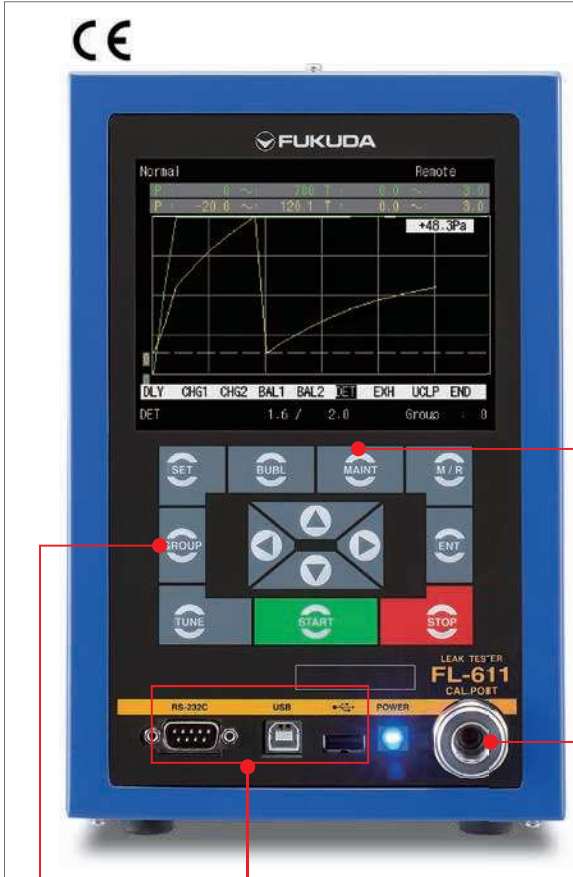 CE
FUKUDA
Normal Remote
P : 0 ~: 700 T : 0.0 ~: 3.0
P : -20.0 ~: 120.1 T : 0.0 ~: 3.0
+48.3Pa
DLY CHG1 CHG2 BAL1 BAL2 DET EXH UCLP END
DET 1.6 / 2.0 Group : 0
SET BUBL MAINT M / R
GROUP ENT
TUNE START STOP
LEAK TESTER
FL-611
CAL.PORT
RS-232C USB POWER